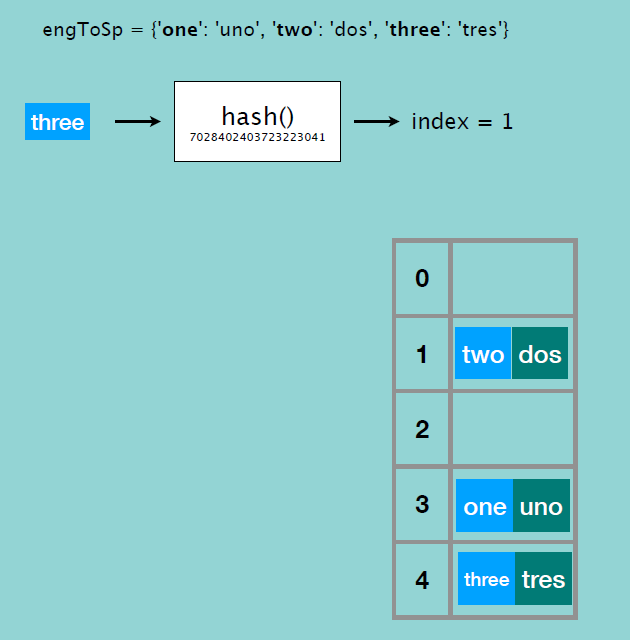 engToSp = {'one': 'uno', 'two': 'dos', 'three': 'tres'}
three
hash()
7028402403723223041
index = 1
0
1 two dos
2
3 one uno
4 three tres